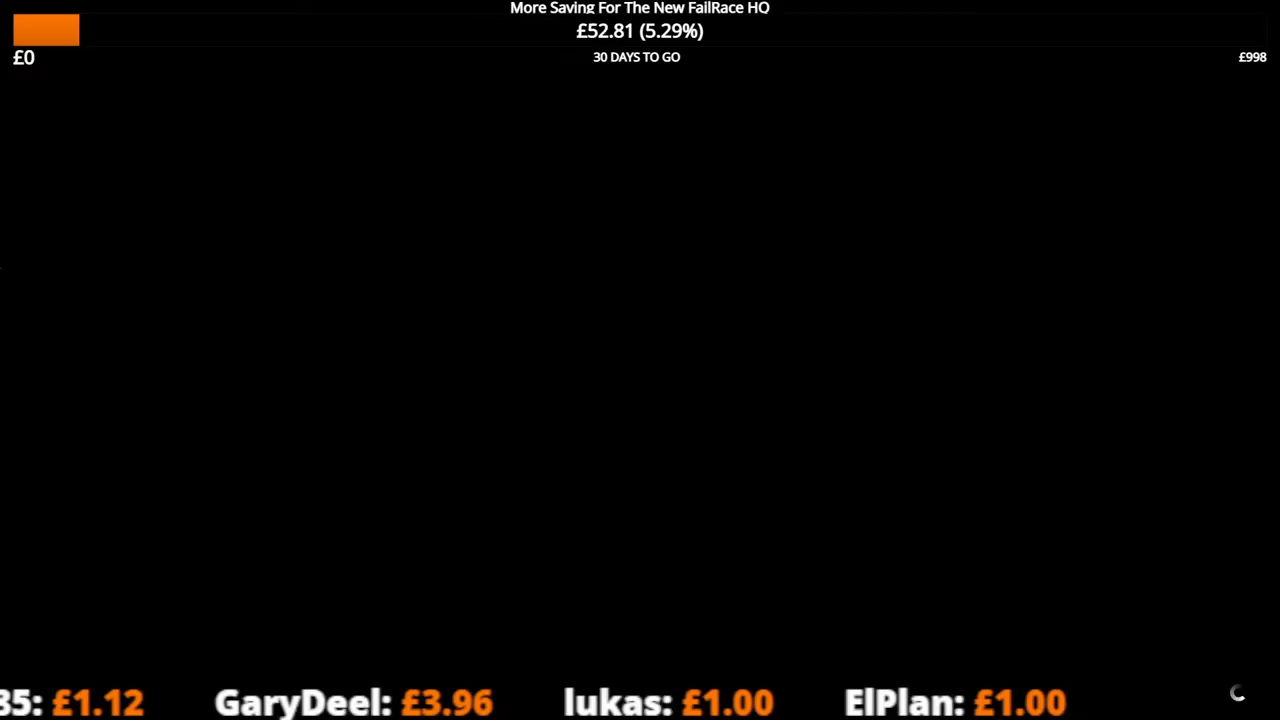 More Saving For The New FailRace HQ
£52.81 (5.29%)
£0 30 DAYS TO GO £998
35: £1.12 GaryDeel: £3.96 lukas: £1.00 ElPlan: £1.00